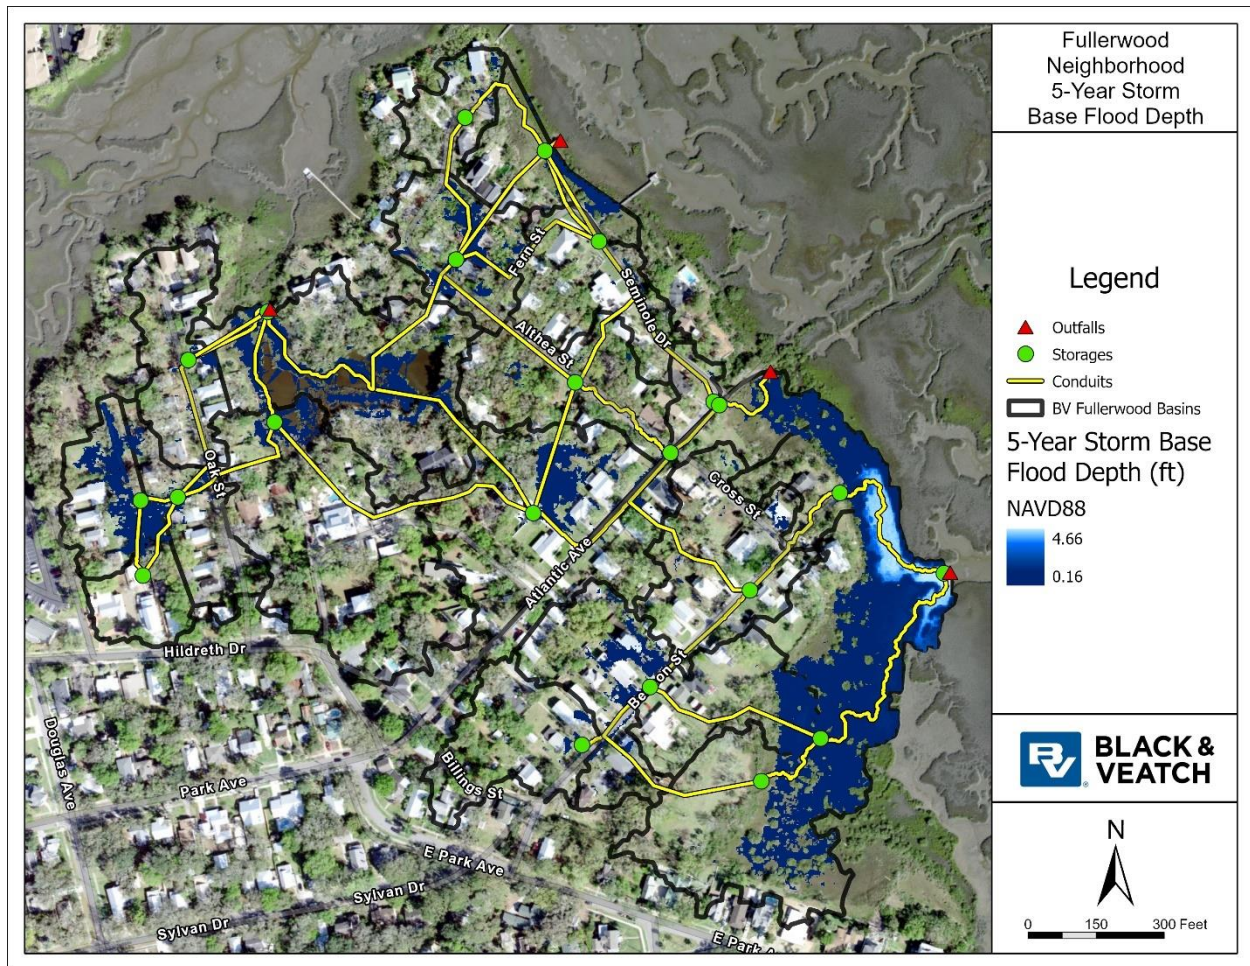 Fullerwood
Neighborhood
5-Year Storm
Base Flood Depth
Legend
Outfalls
Storages
Conduits
BV Fullerwood Basins
5-Year Storm Base
Flood Depth (ft)
NAVD88
4.66
0.16
BV
BLACK &
VEATCH
®
N
0 150 300 Feet
Fern St
Seminole Dr
Althea St
Oak St
Cross St
Atlantic Ave
Hildreth Dr
Douglas Ave
Park Ave
Billings St
E Park Ave
Sylvan Dr
Sylvan Dr